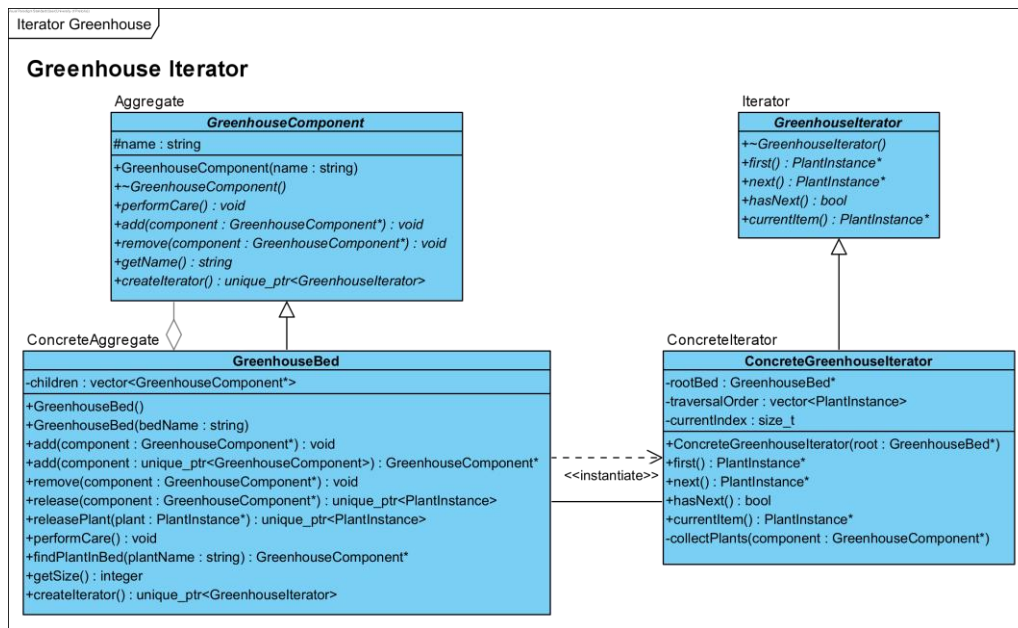 Iterator Greenhouse
Greenhouse Iterator
Aggregate
GreenhouseComponent
#name : string
+GreenhouseComponent(name : string)
+~GreenhouseComponent()
+performCare() : void
+add(component : GreenhouseComponent*) : void
+remove(component : GreenhouseComponent*) : void
+getName() : string
+createIterator() : unique_ptr<GreenhouseIterator>
Iterator
GreenhouseIterator
+~GreenhouseIterator()
+first() : PlantInstance*
+next() : PlantInstance*
+hasNext() : bool
+currentItem() : PlantInstance*
ConcreteAggregate
GreenhouseBed
-children : vector<GreenhouseComponent*>
+GreenhouseBed()
+GreenhouseBed(bedName : string)
+add(component : GreenhouseComponent*) : void
+add(component : unique_ptr<GreenhouseComponent>) : GreenhouseComponent*
+remove(component : GreenhouseComponent*) : void
+release(component : GreenhouseComponent*) : unique_ptr<PlantInstance>
+releasePlant(plant : PlantInstance*) : unique_ptr<PlantInstance>
+performCare() : void
+findPlantInBed(plantName : string) : GreenhouseComponent*
+getSize() : integer
+createIterator() : unique_ptr<GreenhouseIterator>
<<instantiate>>
ConcreteIterator
ConcreteGreenhouseIterator
-rootBed : GreenhouseBed*
-traversalOrder : vector<PlantInstance>
-currentIndex : size_t
+ConcreteGreenhouseIterator(root : GreenhouseBed*)
+first() : PlantInstance*
+next() : PlantInstance*
+hasNext() : bool
+currentItem() : PlantInstance*
-collectPlants(component : GreenhouseComponent*)